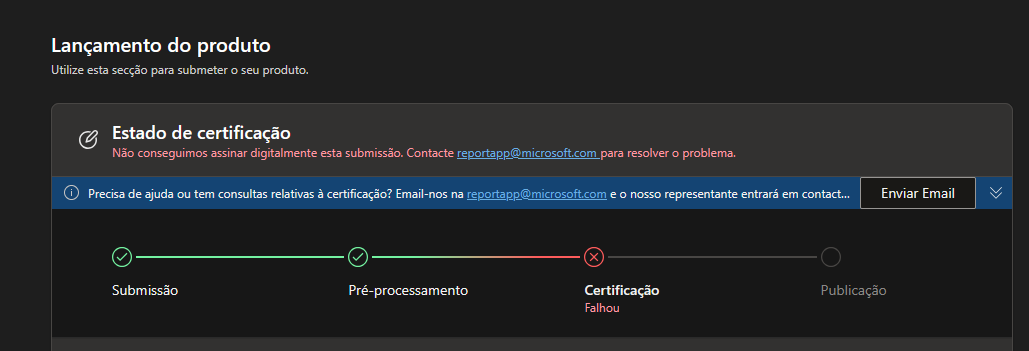 Lançamento do produto
Utilize esta secção para submeter o seu produto.
Estado de certificação
Não conseguimos assinar digitalmente esta submissão. Contacte reportapp@microsoft.com para resolver o problema.
Precisa de ajuda ou tem consultas relativas à certificação? Email-nos na reportapp@microsoft.com e o nosso representante entrará em contact...
Enviar Email
Submissão
Pré-processamento
Certificação
Publicação
Falhou